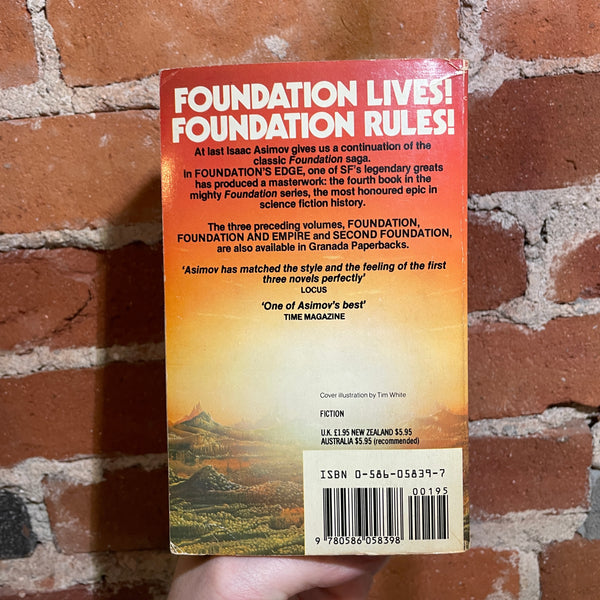 FOUNDATION LIVES!
FOUNDATION RULES!
At last Isaac Asimov gives us a continuation of the
classic Foundation saga.
In FOUNDATION'S EDGE, one of SF's legendary greats
has produced a masterwork: the fourth book in the
mighty Foundation series, the most honoured epic in
science fiction history.
The three preceding volumes, FOUNDATION,
FOUNDATION AND EMPIRE and SECOND FOUNDATION,
are also available in Granada Paperbacks.
'Asimov has matched the style and the feeling of the first
three novels perfectly'
LOCUS
'One of Asimov's best'
TIME MAGAZINE
Cover illustration by Tim White
FICTION
U.K. £1.95 NEW ZEALAND $5.95
AUSTRALIA $5.95 (recommended)
ISBN 0-586-05839-7
00195
9 780586 058398